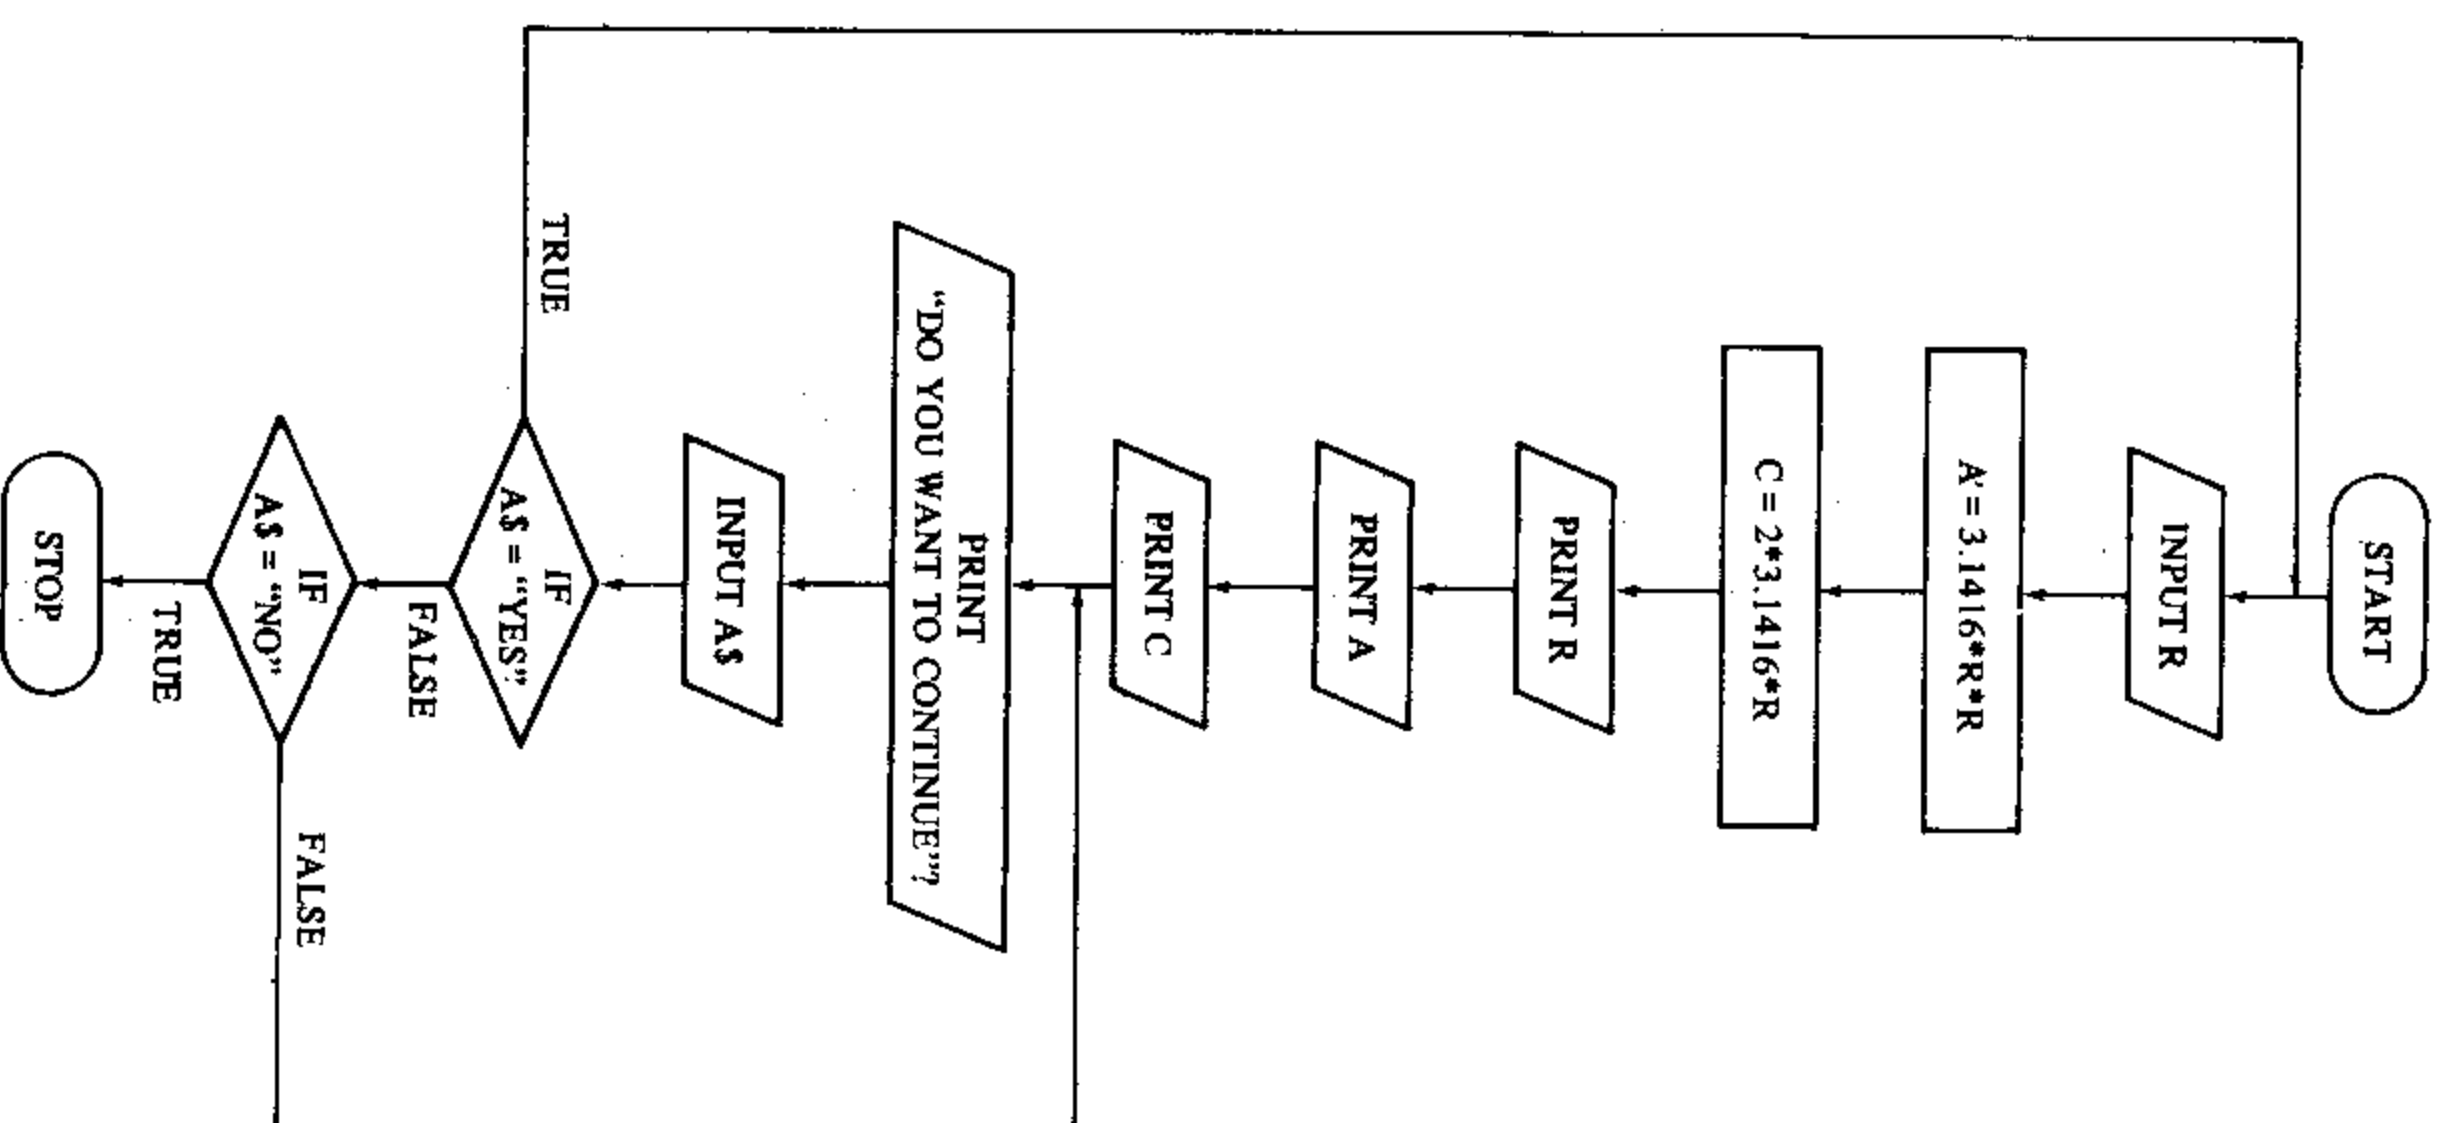 START
INPUT R
A = 3.1416*R*R
C = 2*3.1416*R
PRINT R
PRINT A
PRINT C
PRINT
"DO YOU WANT TO CONTINUE"?
INPUT A$
IF
A$ = "YES"
TRUE
FALSE
IF
A$ = "NO"
FALSE
TRUE
STOP